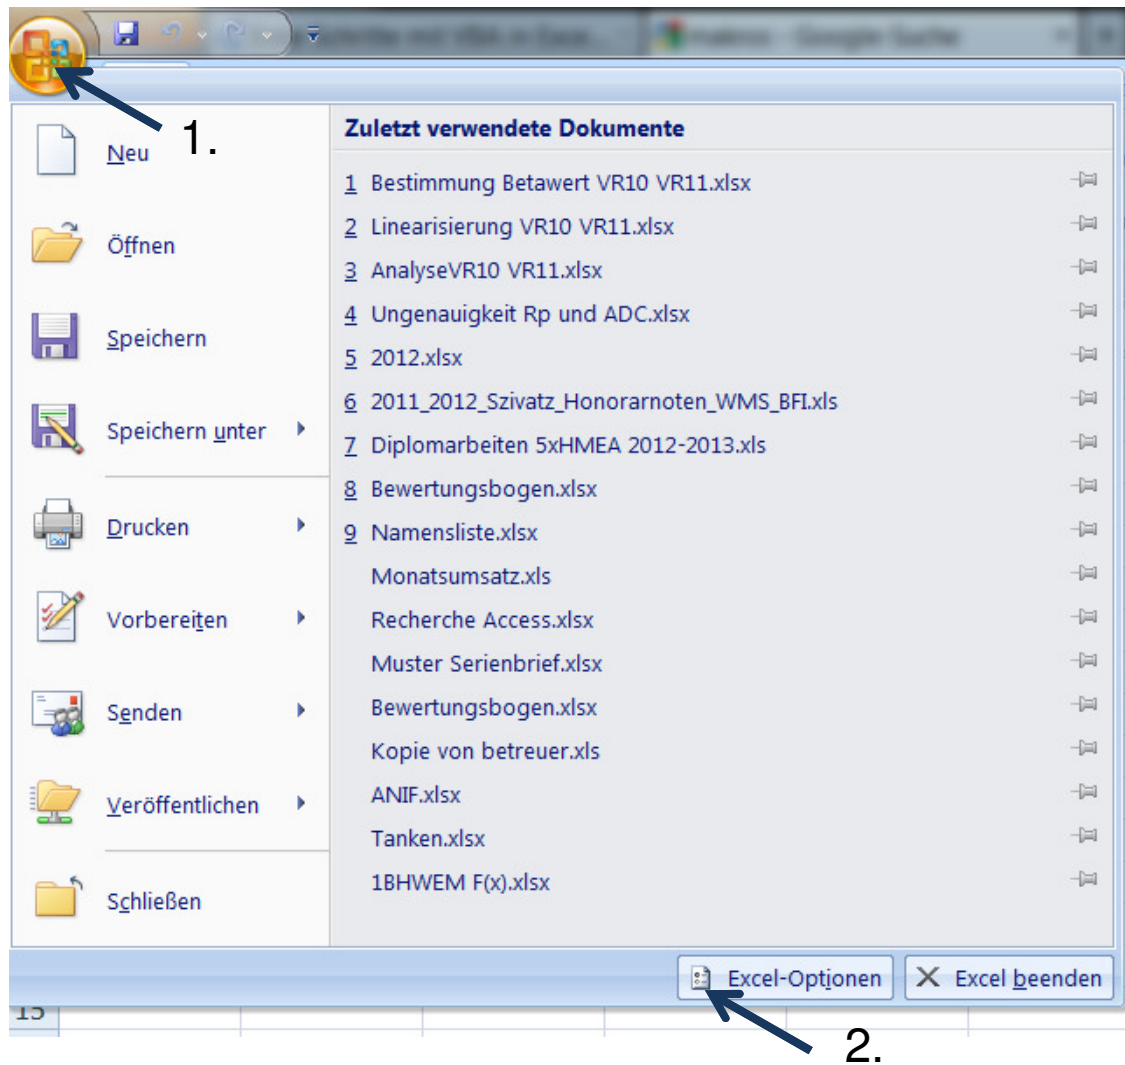 1.
Neu
Öffnen
Speichern
Speichern unter
Drucken
Vorbereiten
Senden
Veröffentlichen
Schließen
Zuletzt verwendete Dokumente
1 Bestimmung Betawert VR10 VR11.xlsx
2 Linearisierung VR10 VR11.xlsx
3 AnalyseVR10 VR11.xlsx
4 Ungenauigkeit Rp und ADC.xlsx
5 2012.xlsx
6 2011_2012_Szivatz_Honorarnoten_WMS_BFI.xls
7 Diplomarbeiten 5xHMEA 2012-2013.xls
8 Bewertungsbogen.xlsx
9 Namensliste.xlsx
Monatsumsatz.xls
Recherche Access.xlsx
Muster Serienbrief.xlsx
Bewertungsbogen.xlsx
Kopie von betreuer.xls
ANIF.xlsx
Tanken.xlsx
1BHWEM F(x).xlsx
Excel-Optionen
Excel beenden
15
2.